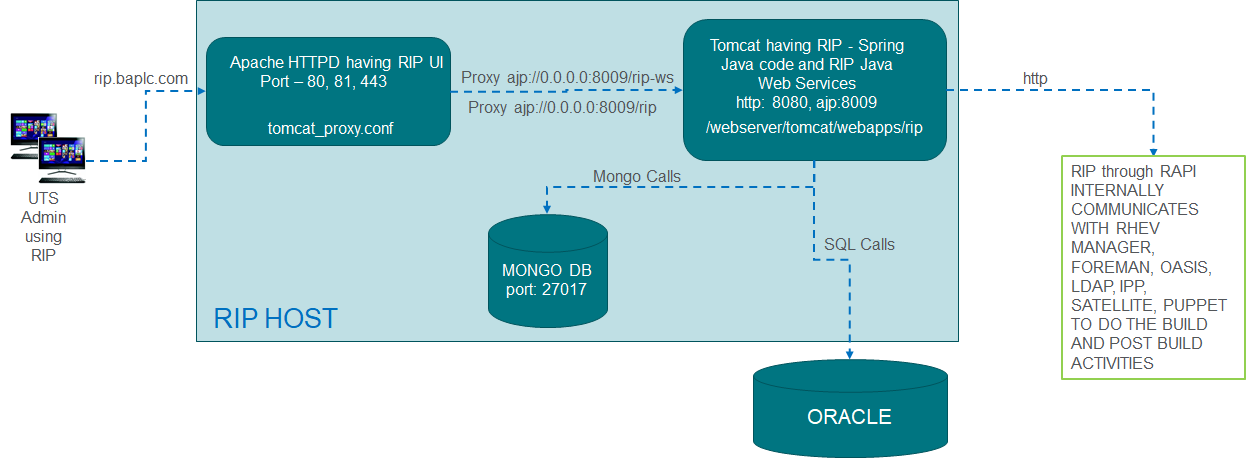 rip.baplc.com
UTS
Admin
using
RIP
Apache HTTPD having RIP UI
Port – 80, 81, 443
tomcat_proxy.conf
Proxy ajp://0.0.0.0:8009/rip-ws
Proxy ajp://0.0.0.0:8009/rip
Tomcat having RIP - Spring
Java code and RIP Java
Web Services
http: 8080, ajp:8009
/webserver/tomcat/webapps/rip
http
Mongo Calls
SQL Calls
MONGO DB
port: 27017
RIP HOST
ORACLE
RIP through RAPI
INTERNALLY
COMMUNICATES
WITH RHEV
MANAGER,
FOREMAN, OASIS,
LDAP, IPP,
SATELLITE, PUPPET
TO DO THE BUILD
AND POST BUILD
ACTIVITIES